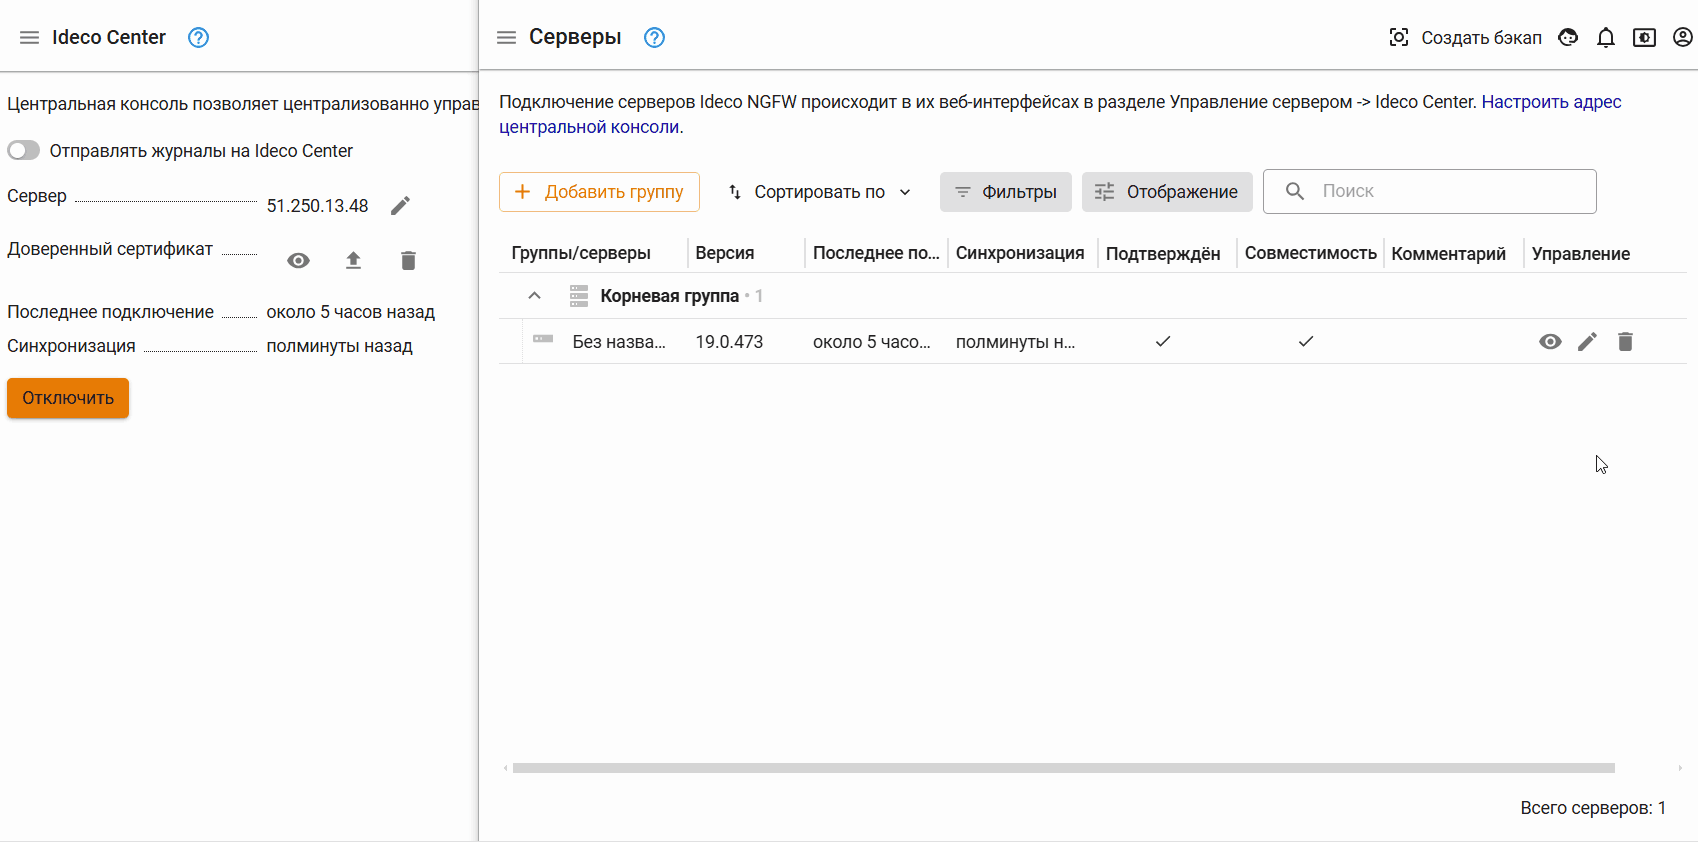 Ideco Center
Центральная консоль позволяет централизованно управ
Отправлять журналы на Ideco Center
Сервер 51.250.13.48
Доверенный сертификат
Последнее подключение около 5 часов назад
Синхронизация полминуты назад
Отключить
Серверы
Создать бэкап
Подключение серверов Ideco NGFW происходит в их веб-интерфейсах в разделе Управление сервером -> Ideco Center. Настроить адрес
центральной консоли.
Добавить группу Сортировать по Фильтры Отображение Поиск
Группы/серверы Версия Последнее по... Синхронизация Подтверждён Совместимость Комментарий Управление
Корневая группа • 1
Без назва... 19.0.473 около 5 часо... полминуты н...
Всего серверов: 1